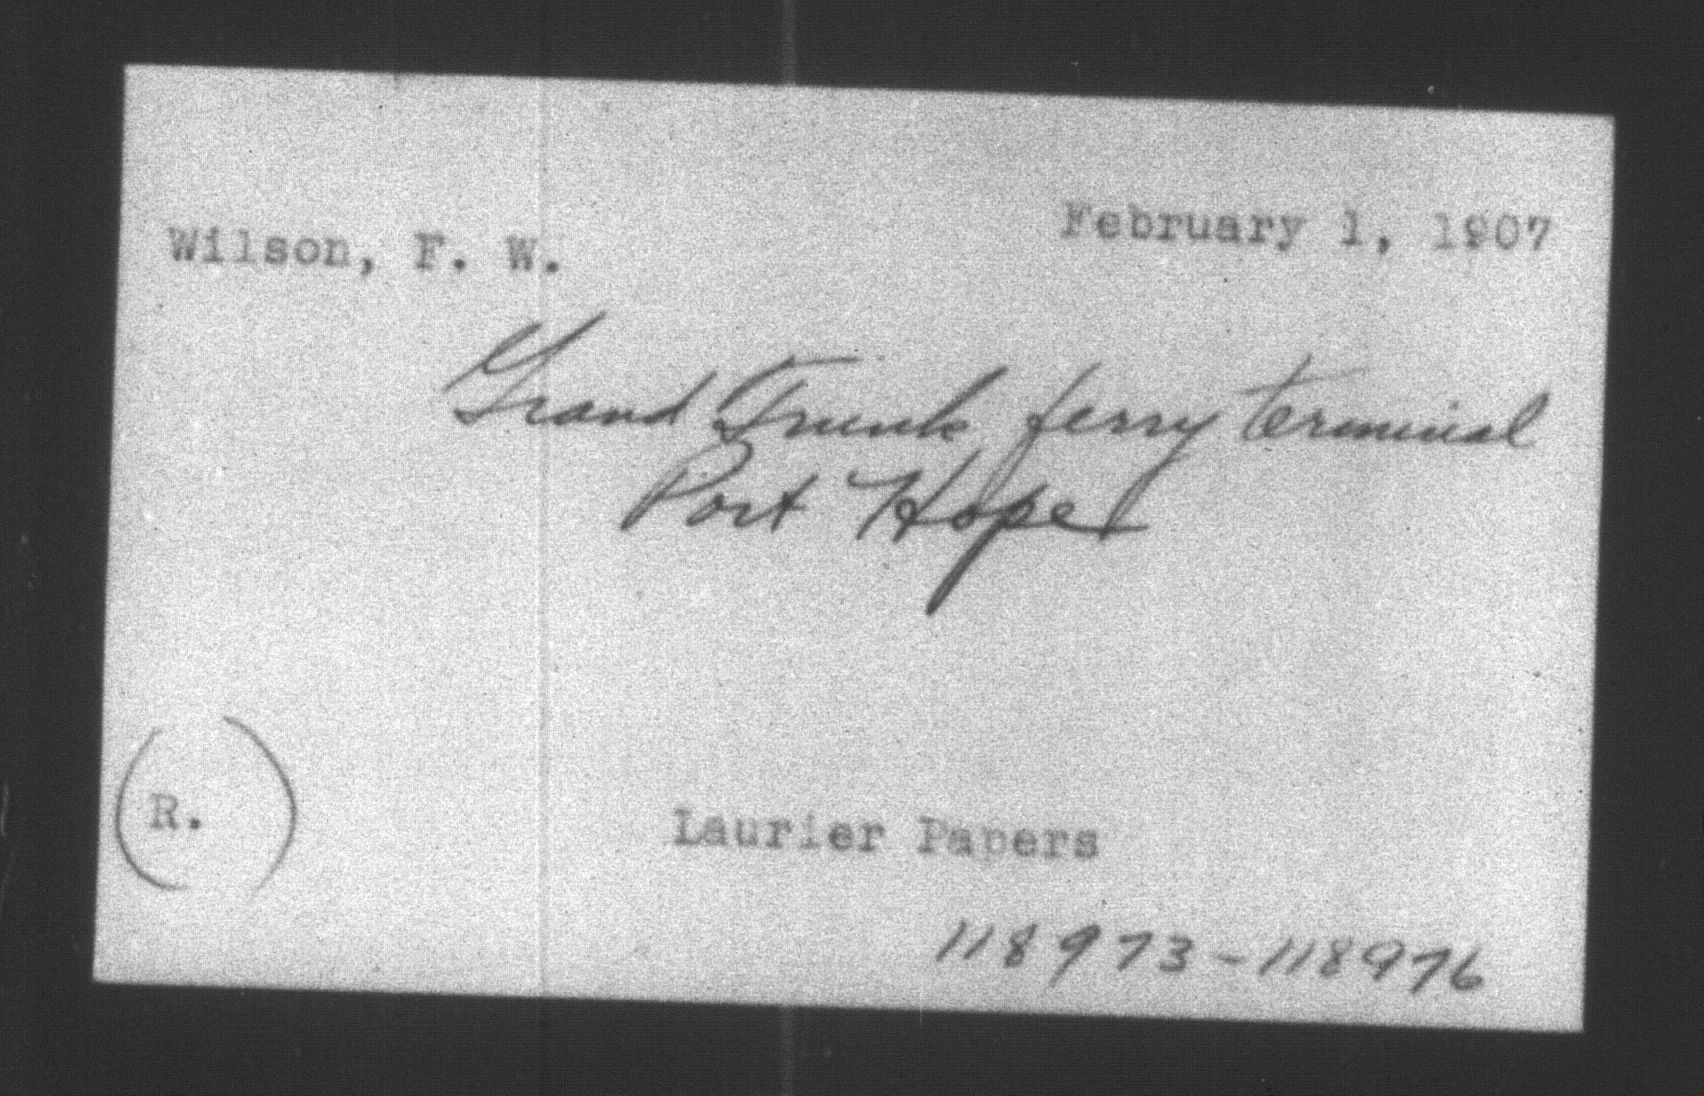 Wilson, F. W.
February 1, 1907
Grand Trunk ferry terminal
Port Hope
(R. )
Laurier Papers
118973-118976